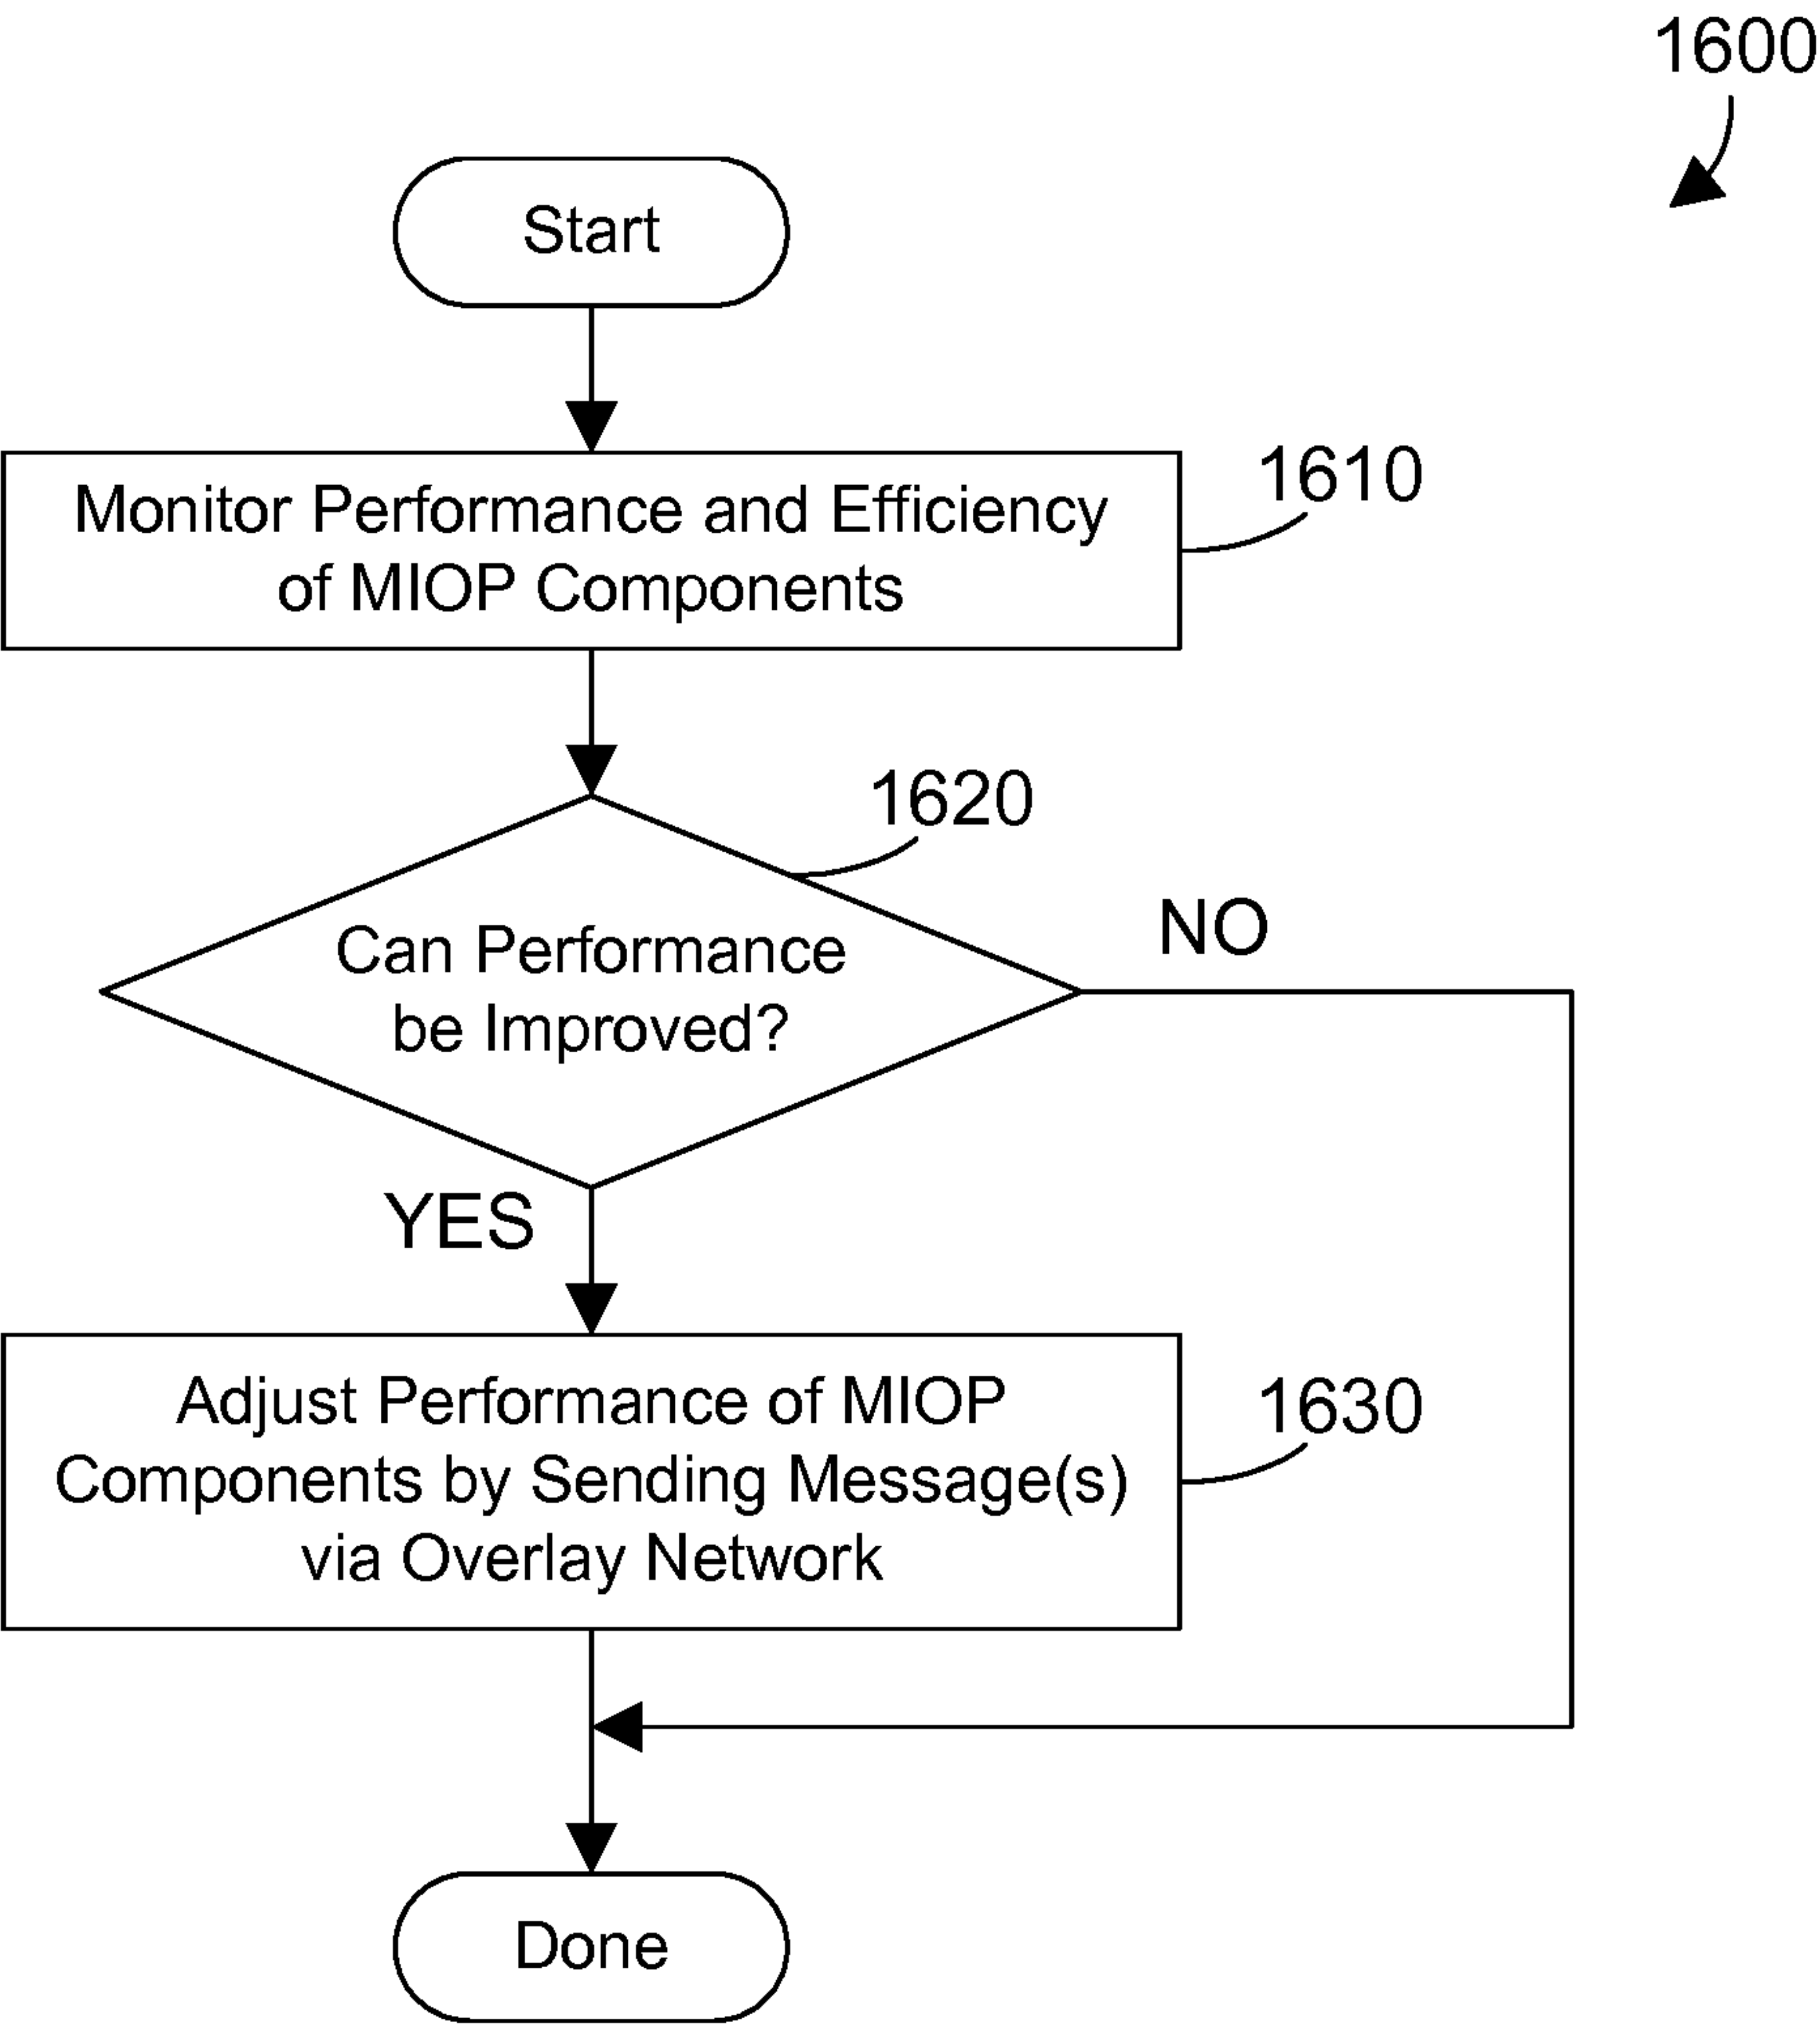 1600
Start
Monitor Performance and Efficiency
of MIOP Components
1610
1620
Can Performance
be Improved?
NO
YES
Adjust Performance of MIOP
Components by Sending Message(s)
via Overlay Network
1630
Done